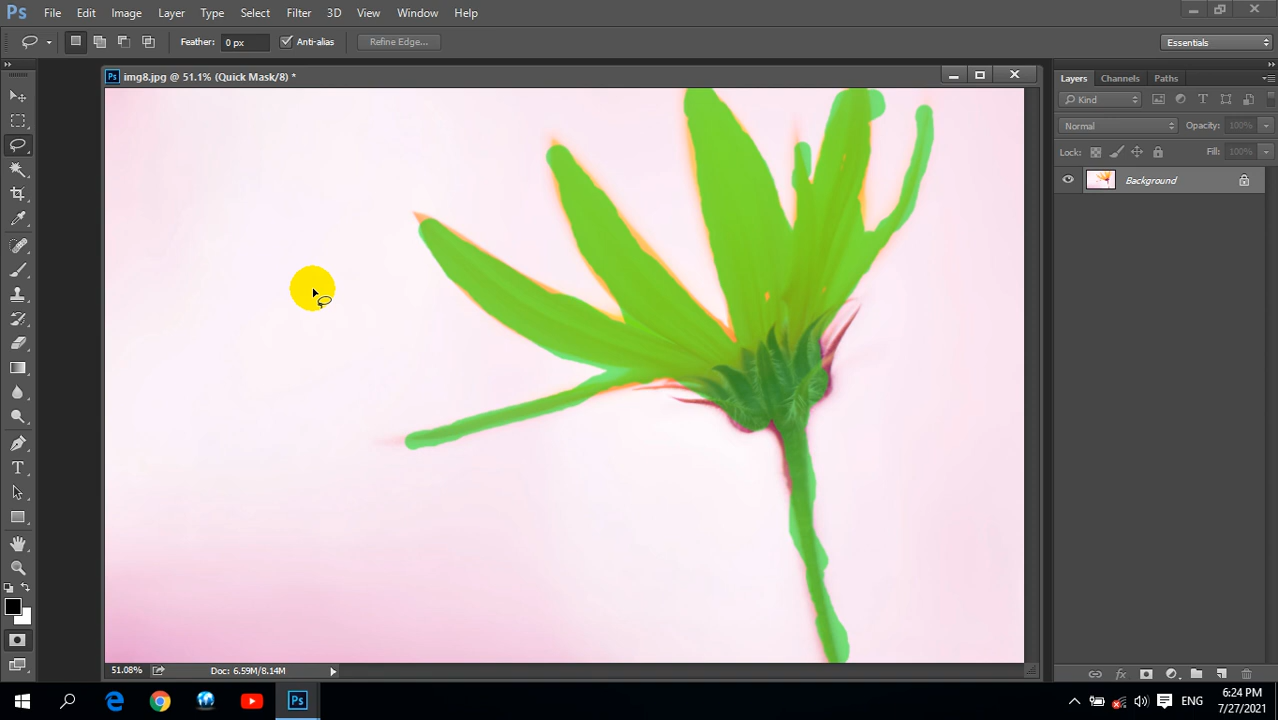 Ps File Edit Image Layer Type Select Filter 3D View Window Help
Feather: 0 px Anti-alias Refine Edge... Essentials
Ps img8.jpg @ 51.1% (Quick Mask/8) *
Layers Channels Paths
Kind
Normal Opacity: 100%
Lock: Fill: 100%
Background
T
51.08% Doc: 6.59M/8.14M
Ps ENG 6:24 PM
7/27/2021